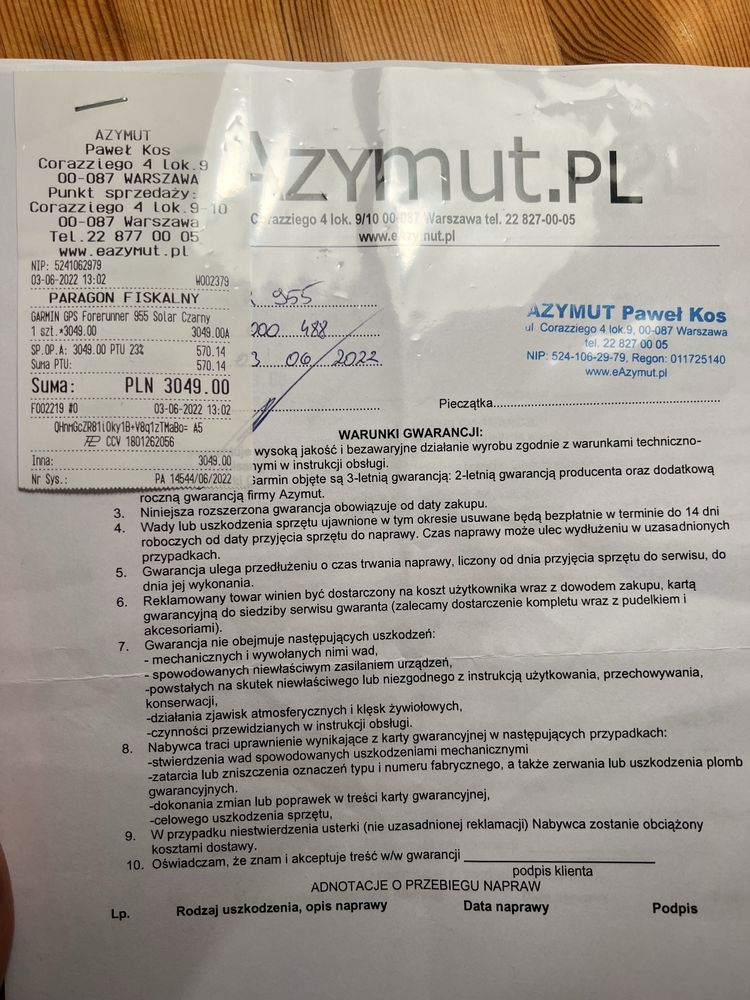 AZYMUT
Paweł Kos
Corazziego 4 lok.9
00-087 WARSZAWA
Punkt sprzedaży:
Corazziego 4 lok.9-10
00-087 Warszawa
Tel.22 877 00 05
www.eazymut.pl
NIP: 5241062979
03-06-2022 13:02 W002379
PARAGON FISKALNY
GARMIN GPS Forerunner 955 Solar Czarny
1 szt.*3049.00 3049.00A
SP.OP.A: 3049.00 PTU 23% 570.14
Suma PTU: 570.14
Suma: PLN 3049.00
F002219 #0 03-06-2022 13:02
QHnmGcZR81iOky1B+V8q1zTMaBo= A5
CCV 1801262056
Inna: 3049.00
Nr Sys.: PA 14544/06/2022
Azymut.PL
Corazziego 4 lok. 9/10 00-087 Warszawa tel. 22 827-00-05
www.eAzymut.pl
955
000 488
3 06/2022
AZYMUT Paweł Kos
ul Corazziego 4 lok.9, 00-087 Warszawa
tel. 22 827 00 05
NIP: 524-106-29-79, Regon: 011725140
www.eAzymut.pl
Pieczątka
WARUNKI GWARANCJI:
wysoką jakość i bezawaryjne działanie wyrobu zgodnie z warunkami techniczno-
nymi w instrukcji obsługi.
Garmin objęte są 3-letnią gwarancją: 2-letnią gwarancją producenta oraz dodatkową
roczną gwarancją firmy Azymut.
3. Niniejsza rozszerzona gwarancja obowiązuje od daty zakupu.
4. Wady lub uszkodzenia sprzętu ujawnione w tym okresie usuwane będą bezpłatnie w terminie do 14 dni
roboczych od daty przyjęcia sprzętu do naprawy. Czas naprawy może ulec wydłużeniu w uzasadnionych
przypadkach.
5. Gwarancja ulega przedłużeniu o czas trwania naprawy, liczony od dnia przyjęcia sprzętu do serwisu, do
dnia jej wykonania.
6. Reklamowany towar winien być dostarczony na koszt użytkownika wraz z dowodem zakupu, kartą
gwarancyjną do siedziby serwisu gwaranta (zalecamy dostarczenie kompletu wraz z pudelkiem i
akcesoriami).
7. Gwarancja nie obejmuje następujących uszkodzeń:
- mechanicznych i wywołanych nimi wad,
- spowodowanych niewłaściwym zasilaniem urządzeń,
-powstałych na skutek niewłaściwego lub niezgodnego z instrukcją użytkowania, przechowywania,
konserwacji,
-działania zjawisk atmosferycznych i klęsk żywiołowych,
-czynności przewidzianych w instrukcji obsługi.
8. Nabywca traci uprawnienie wynikające z karty gwarancyjnej w następujących przypadkach:
-stwierdzenia wad spowodowanych uszkodzeniami mechanicznymi
-zatarcia lub zniszczenia oznaczeń typu i numeru fabrycznego, a także zerwania lub uszkodzenia plomb
gwarancyjnych.
-dokonania zmian lub poprawek w treści karty gwarancyjnej,
-celowego uszkodzenia sprzętu,
9. W przypadku niestwierdzenia usterki (nie uzasadnionej reklamacji) Nabywca zostanie obciążony
kosztami dostawy.
10. Oświadczam, że znam i akceptuje treść w/w gwarancji
podpis klienta
ADNOTACJE O PRZEBIEGU NAPRAW
Lp. Rodzaj uszkodzenia, opis naprawy Data naprawy Podpis